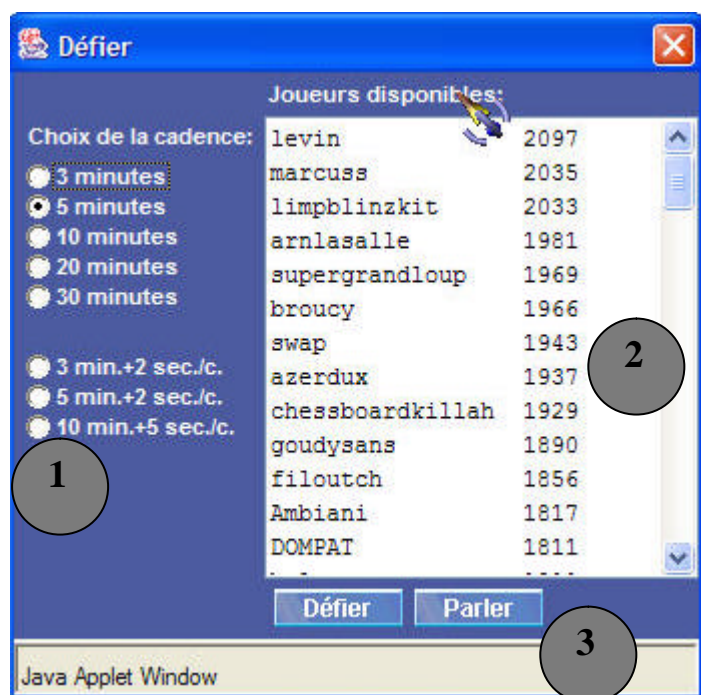 Défier
Joueurs disponibles:
Choix de la cadence:
3 minutes
5 minutes
10 minutes
20 minutes
30 minutes
3 min.+2 sec./c.
5 min.+2 sec./c.
10 min.+5 sec./c.
1
levin 2097
marcuss 2035
limpblinzkit 2033
arnlasalle 1981
supergrandloup 1969
broucy 1966
swap 1943
azerdux 1937
chessboardkillah 1929
goudysans 1890
filoutch 1856
Ambiani 1817
DOMPAT 1811
2
Défier Parler
3
Java Applet Window